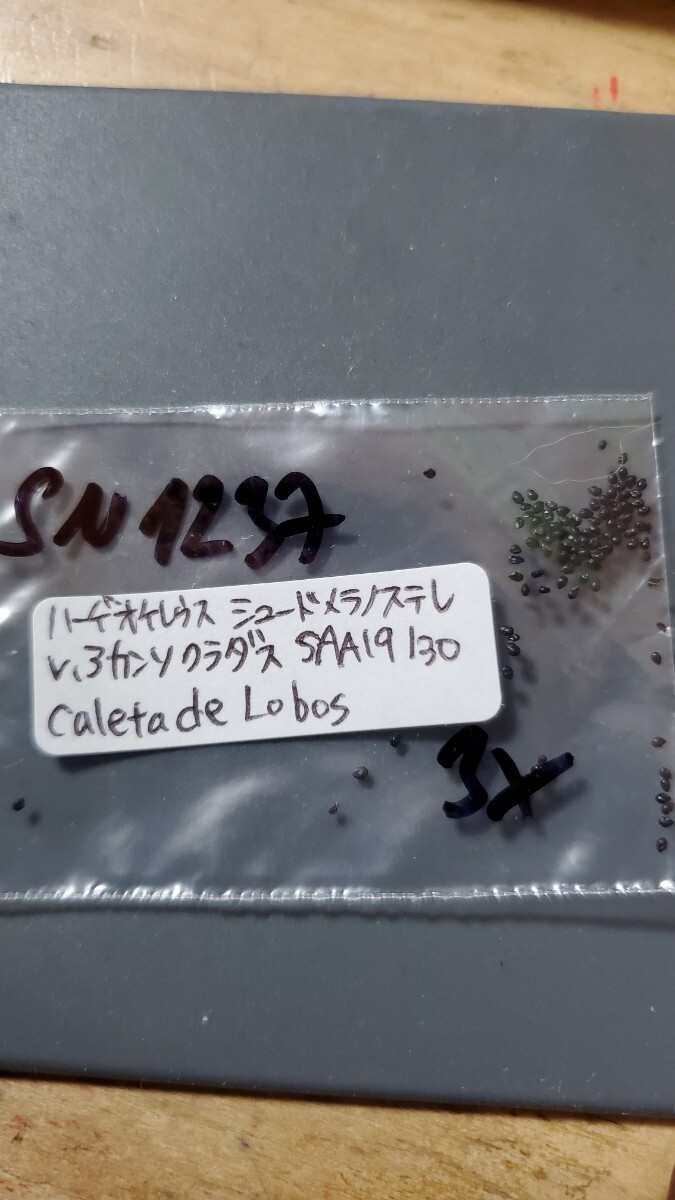 SN1237
ハーゲオケレウス シュードメラノステレ
v.3カンソクラダス SAA19 130
Caleta de Lobos
3x